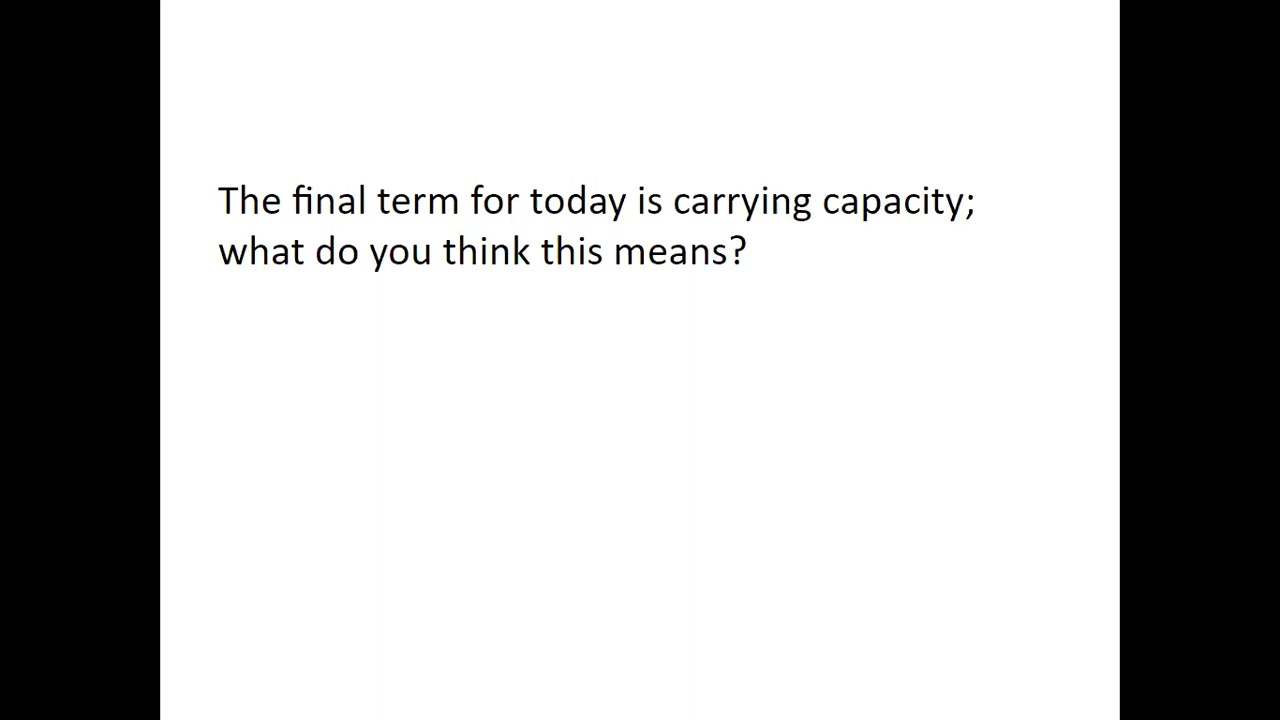 The final term for today is carrying capacity;
what do you think this means?